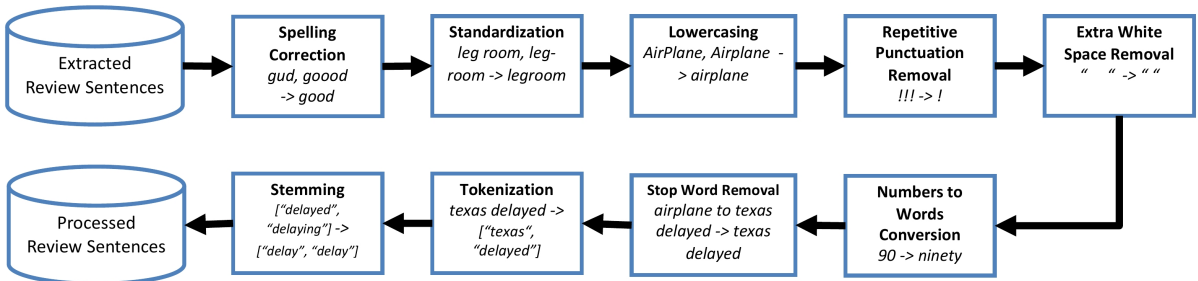 Extracted
Review Sentences
Spelling
Correction
gud, goood
-> good
Standardization
leg room, leg-
room -> legroom
Lowercasing
AirPlane, Airplane -
> airplane
Repetitive
Punctuation
Removal
!!! -> !
Extra White
Space Removal
“ “ -> “ “
Numbers to
Words
Conversion
90 -> ninety
Stop Word Removal
airplane to texas
delayed -> texas
delayed
Tokenization
texas delayed ->
[“texas“,
“delayed”]
Stemming
[“delayed”,
“delaying”] ->
[“delay”, “delay”]
Processed
Review Sentences